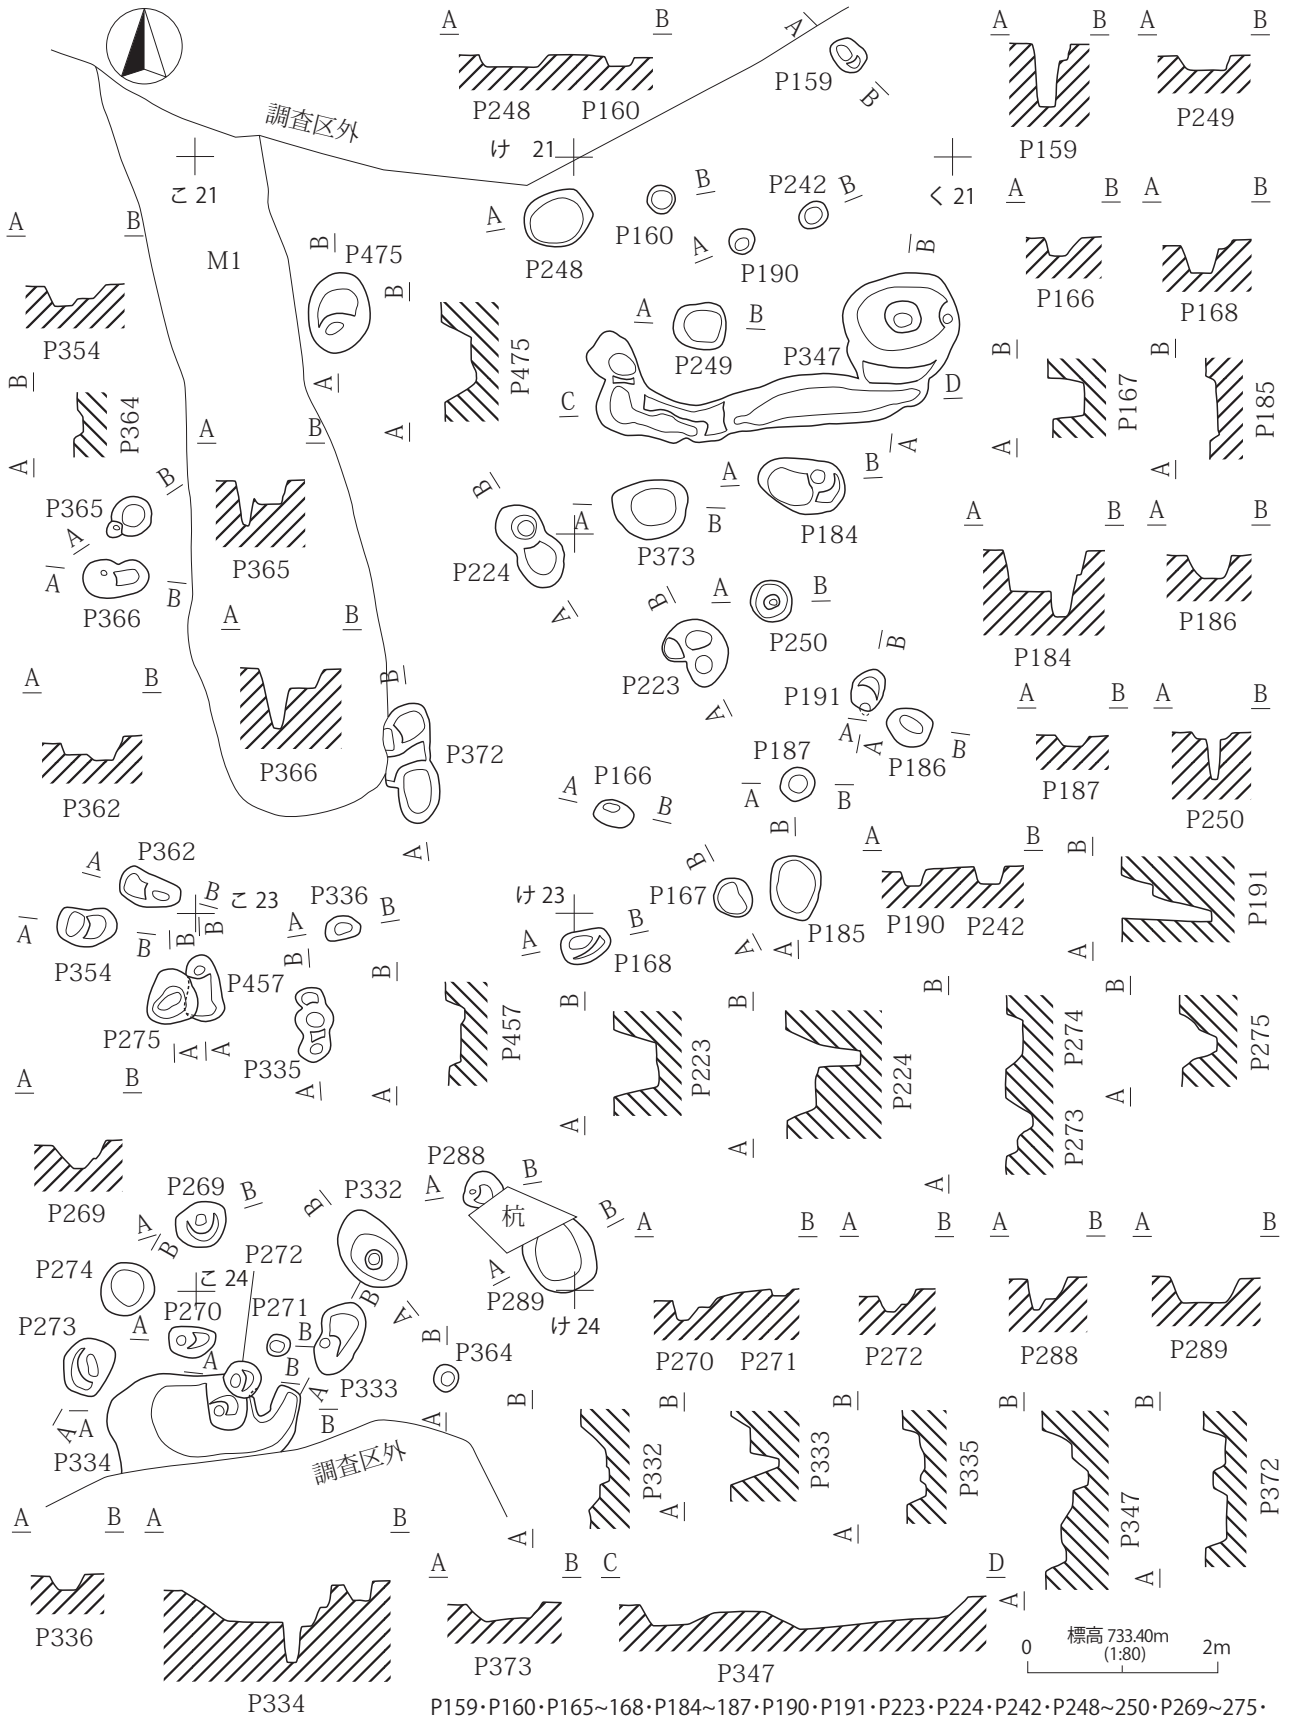 A B
A
P159
B
P248 P160
調査区外
け 21
こ 21
く 21
A B
P159
A B
P249
A P248
P160 B
A P190
P242 B
M1
B P475 A
B P475 A
A B
P354
A B
P166
A B
P168
A P249 B
P347
B
C D
A
B P364 A
B P167 A
B P185 A
A B
P365
P365
A B
P366
A B
A P373 B
A P184 B
B P224 A
A B
P184
A B
P186
A B
P366
A P250 B
B P223 A
B P191 A
A P186 B
A B
P362
B P372 A
A P166 B
P187
A B
A B
P187
A B
P250
P362
A B
P354
A B
こ 23
け 23
P336
A B
B P167 A
B P185 A
A P168 B
A B
P190 P242
B P191 A
B P457 A
B P275 A
B P335 A
B P457 A
B P223 A
B P224 A
B P274 P273 A
B P275 A
A B
P269
P269
A B
P274
B A
P273
B A
こ 24
P272
P270
A B
P271
P332
B A
P333
B A
P288
A B
杭
P289
A B
け 24
B P364 A
P334
A B
調査区外
A B
P270 P271
A B
P272
A B
P288
A B
P289
B P332 A
B P333 A
B P335 A
B P347 A
B P372 A
A B
P336
A B
P334
A B
P373
C D
P347
標高 733.40m
(1:80)
0 2m
P159・P160・P165~168・P184~187・P190・P191・P223・P224・P242・P248~250・P269~275・